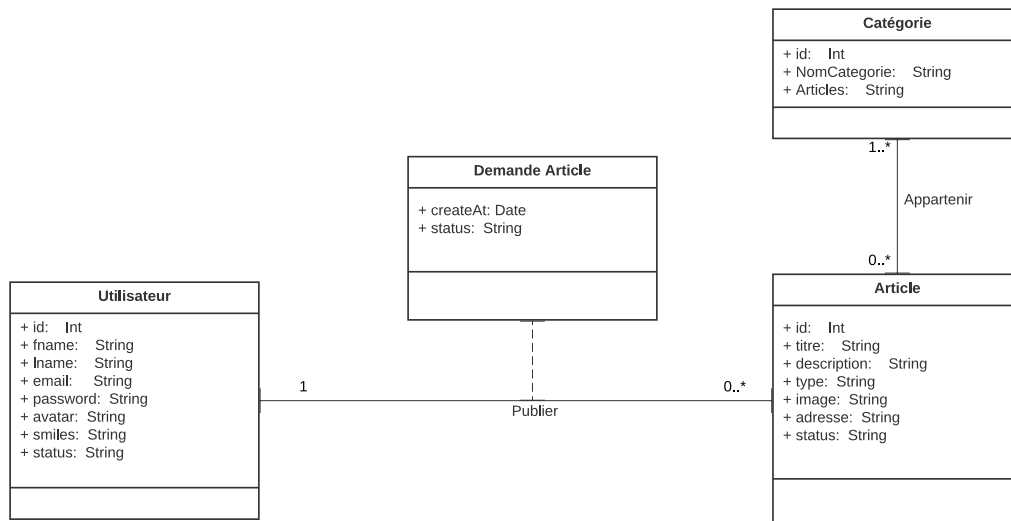 Catégorie
+ id: Int
+ NomCategorie: String
+ Articles: String
1..*
Appartenir
0..*
Demande Article
+ createAt: Date
+ status: String
Utilisateur
+ id: Int
+ fname: String
+ lname: String
+ email: String
+ password: String
+ avatar: String
+ smiles: String
+ status: String
1
Publier
0..*
Article
+ id: Int
+ titre: String
+ description: String
+ type: String
+ image: String
+ adresse: String
+ status: String